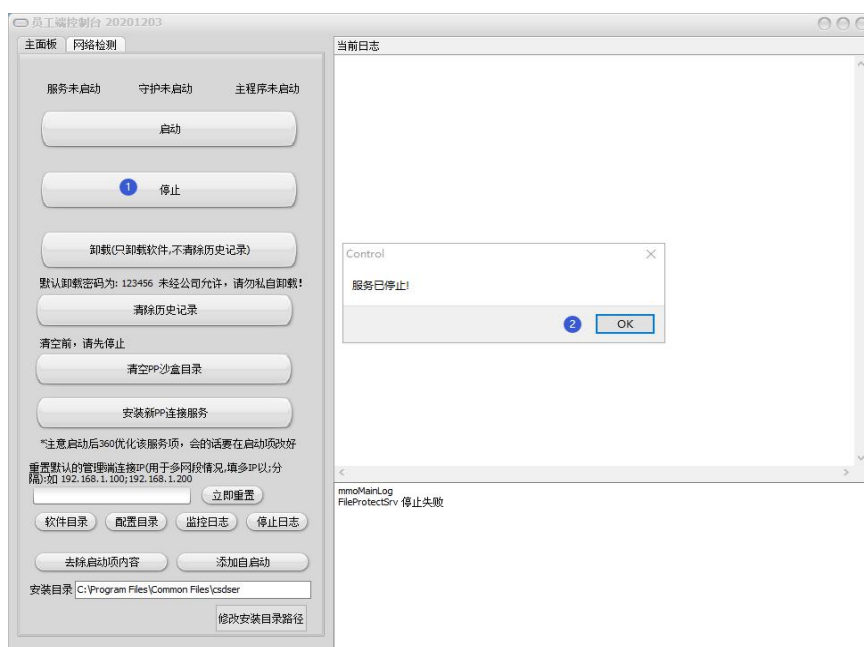 员工端控制台 20201203
主面板 网络检测
服务未启动 守护未启动 主程序未启动
启动
1 停止
卸载(只卸载软件,不清除历史记录)
默认卸载密码为: 123456 未经公司允许，请勿私自卸载!
清除历史记录
清空前，请先停止
清空PP沙盒目录
安装新PP连接服务
*注意启动后360优化该服务项，会的话要在启动项改好
重置默认的管理端连接IP(用于多网段情况,填多IP以;分
隔):如 192.168.1.100;192.168.1.200
立即重置
软件目录 配置目录 监控日志 停止日志
去除启动项内容 添加自启动
安装目录 C:\Program Files\Common Files\csdser
修改安装目录路径
当前日志
Control
服务已停止!
2 OK
mmoMainLog
FileProtectSrv 停止失败